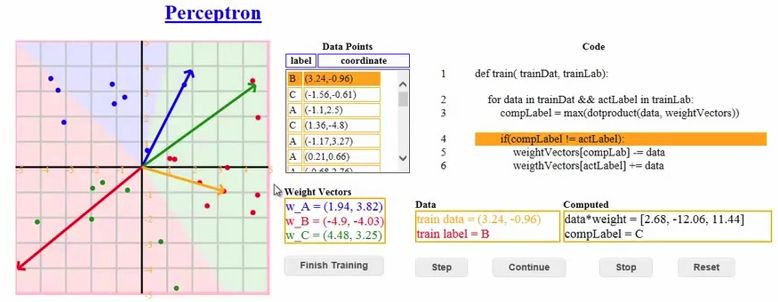 Perceptron
Data Points
label coordinate
B (3.24,-0.96)
C (-1.56,-0.61)
A (-1.1,2.5)
C (1.36,-4.8)
A (-1.17,3.27)
A (0.21,0.66)
A (-0.68,2.76)
Weight Vectors
w_A = (1.94, 3.82)
w_B = (-4.9, -4.03)
w_C = (4.48, 3.25)
Finish Training
Code
1 def train( trainDat, trainLab):
2 for data in trainDat && actLabel in trainLab:
3 compLabel = max(dotproduct(data, weightVectors))
4 if(compLabel != actLabel):
5 weightVectors[compLab] -= data
6 weigthVectors[actLabel] += data
Data
train data = (3.24, -0.96)
train label = B
Computed
data*weight = [2.68, -12.06, 11.44]
compLabel = C
Step Continue Stop Reset